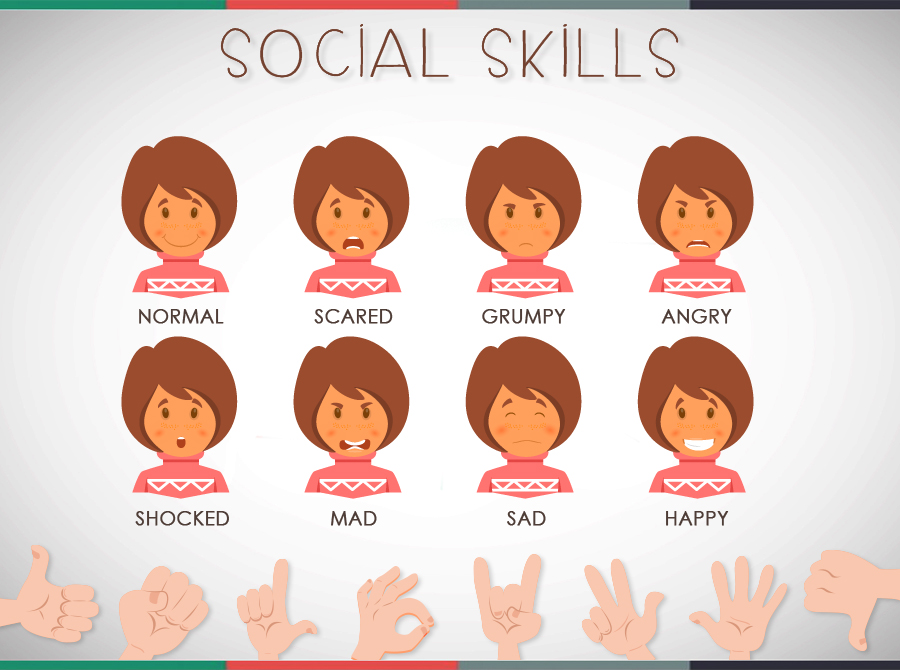 SOCIAL SKILLS
NORMAL SCARED GRUMPY ANGRY
SHOCKED MAD SAD HAPPY